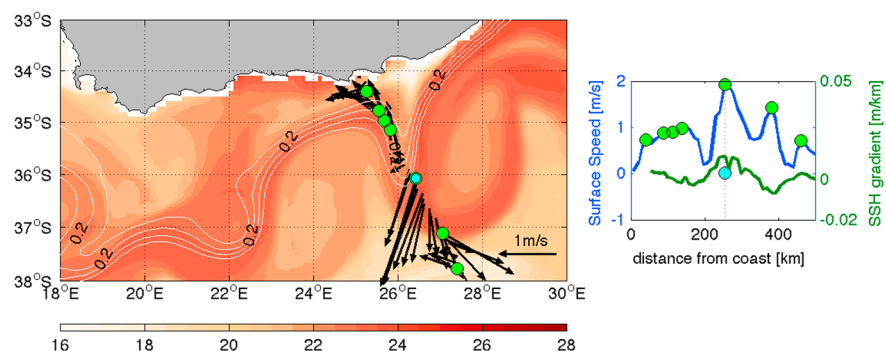 33°S
34°S
35°S
36°S
37°S
38°S
18°E
20°E
22°E
24°E
26°E
28°E
30°E
0.2
0.2
0.2
0.2
0.2
1m/s
16
18
20
22
24
26
28
Surface Speed [m/s]
2
1
0
-1
0.05
0
-0.02
SSH gradient [m/km]
0
200
400
distance from coast [km]